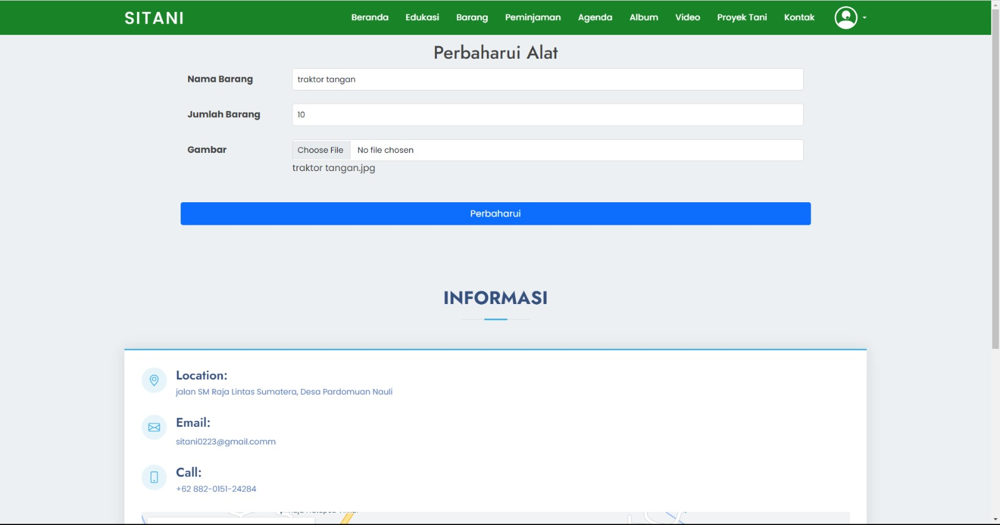 SITANI
Beranda Edukasi Barang Peminjaman Agenda Album Video Proyek Tani Kontak
Perbaharui Alat
Nama Barang traktor tangan
Jumlah Barang 10
Gambar Choose File No file chosen
traktor tangan.jpg
Perbaharui
INFORMASI
Location:
jalan SM Raja Lintas Sumatera, Desa Pardomuan Nauli
Email:
sitani0223@gmail.comm
Call:
+62 882-0151-24284